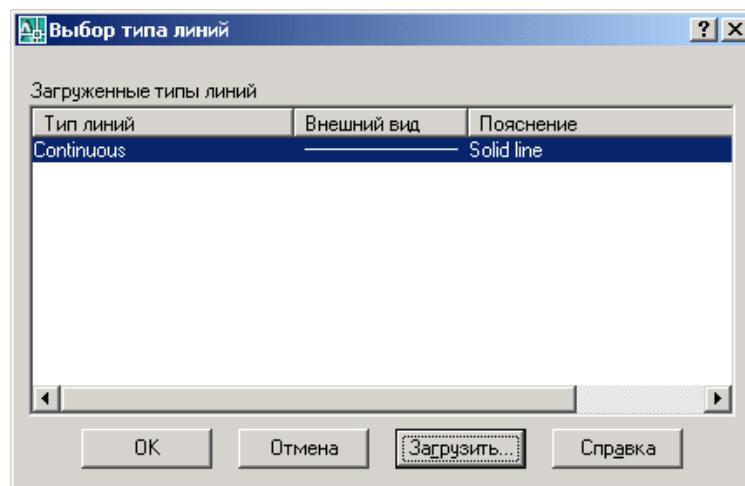 Выбор типа линий
Загруженные типы линий
Тип линий Внешний вид Пояснение
Continuous Solid line
OK Отмена Загрузить... Справка